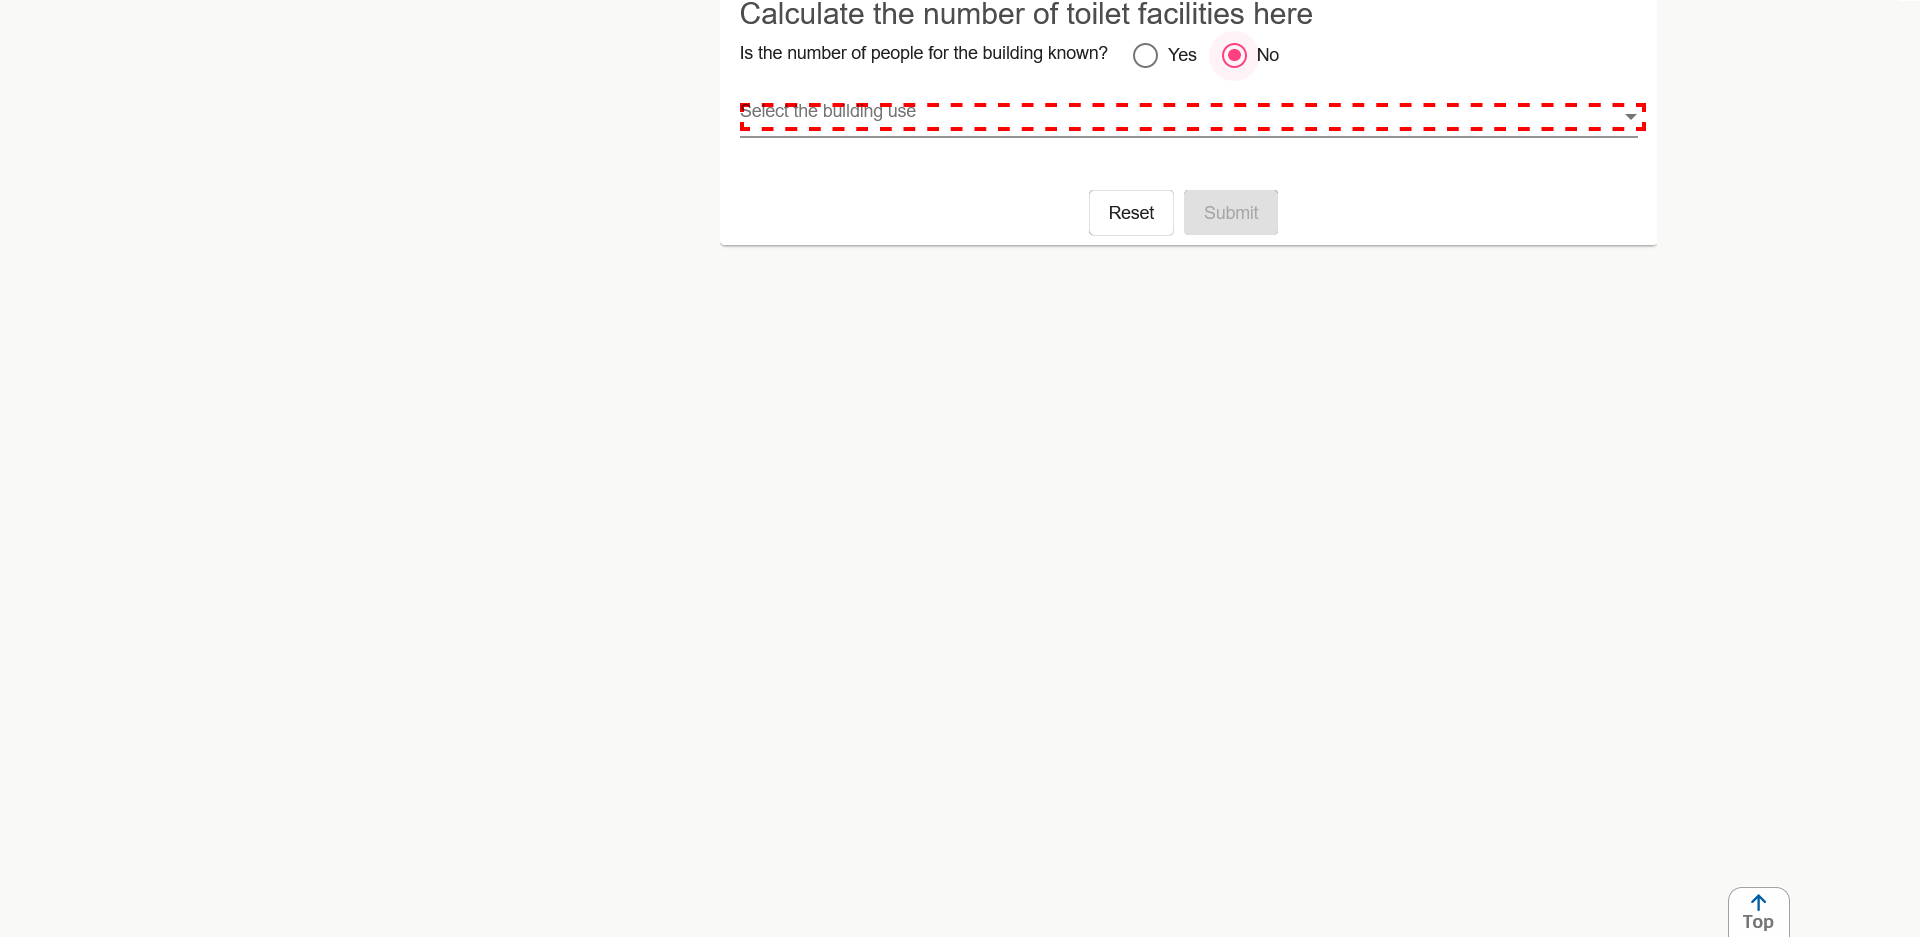 Calculate the number of toilet facilities here
Is the number of people for the building known? Yes No
Select the building use
Reset Submit
Top